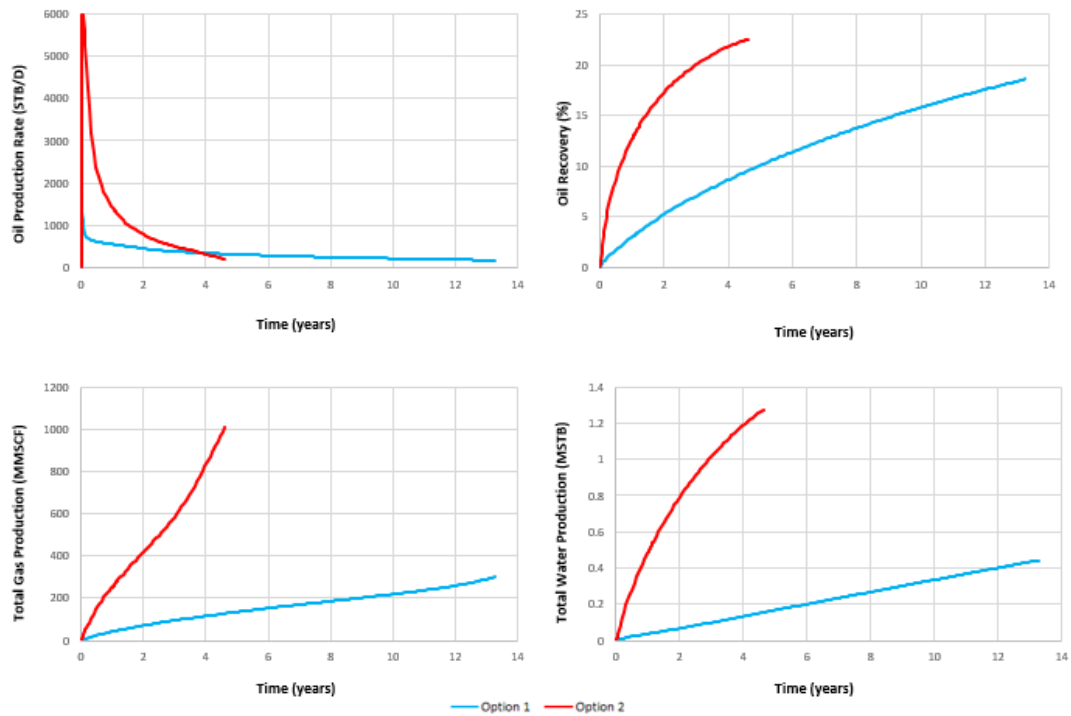 Oil Production Rate (STB/D)
6000
5000
4000
3000
2000
1000
0
0 2 4 6 8 10 12 14
Time (years)
Oil Recovery (%)
25
20
15
10
5
0
0 2 4 6 8 10 12 14
Time (years)
Total Gas Production (MMSCF)
1200
1000
800
600
400
200
0
0 2 4 6 8 10 12 14
Time (years)
Total Water Production (MSTB)
1.4
1.2
1
0.8
0.6
0.4
0.2
0
0 2 4 6 8 10 12 14
Time (years)
Option 1 Option 2